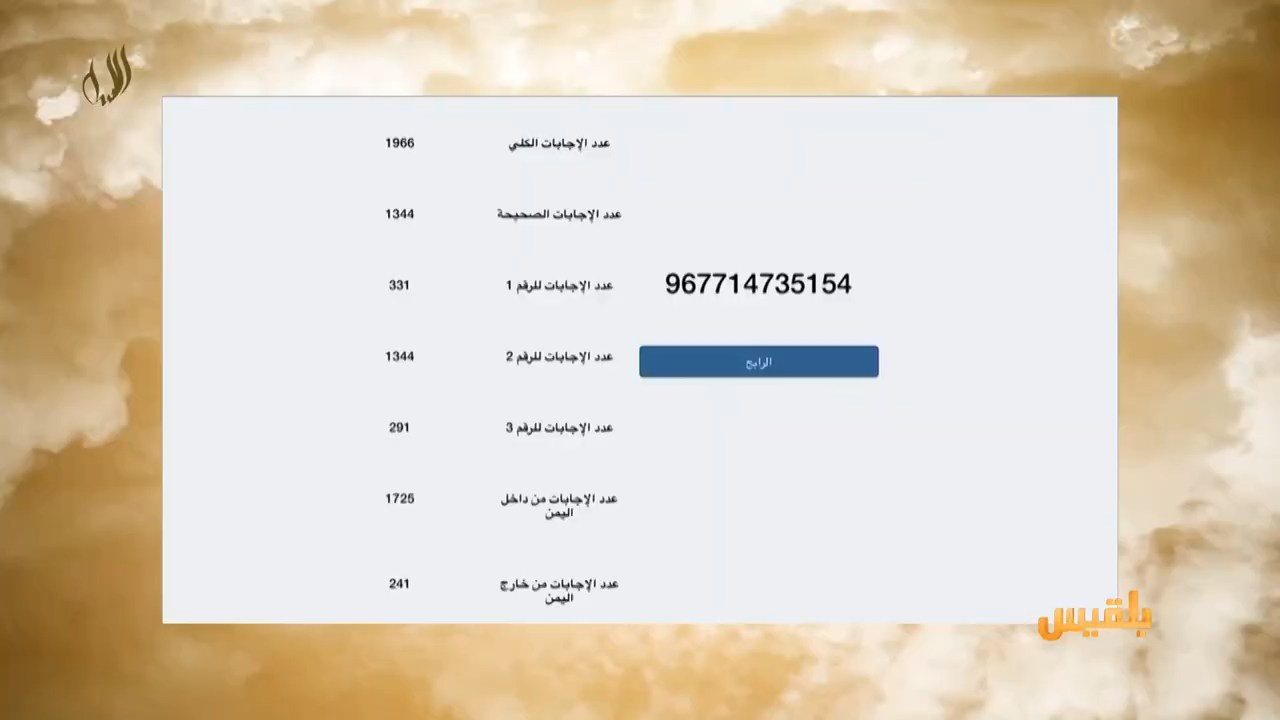 عدد الإجابات الكلي 1966
عدد الإجابات الصحيحة 1344
عدد الإجابات للرقم 1 331
967714735154
عدد الإجابات للرقم 2 1344
الرابح
عدد الإجابات للرقم 3 291
عدد الإجابات من داخل 1725
اليمن
عدد الإجابات من خارج 241
اليمن
بلقيس